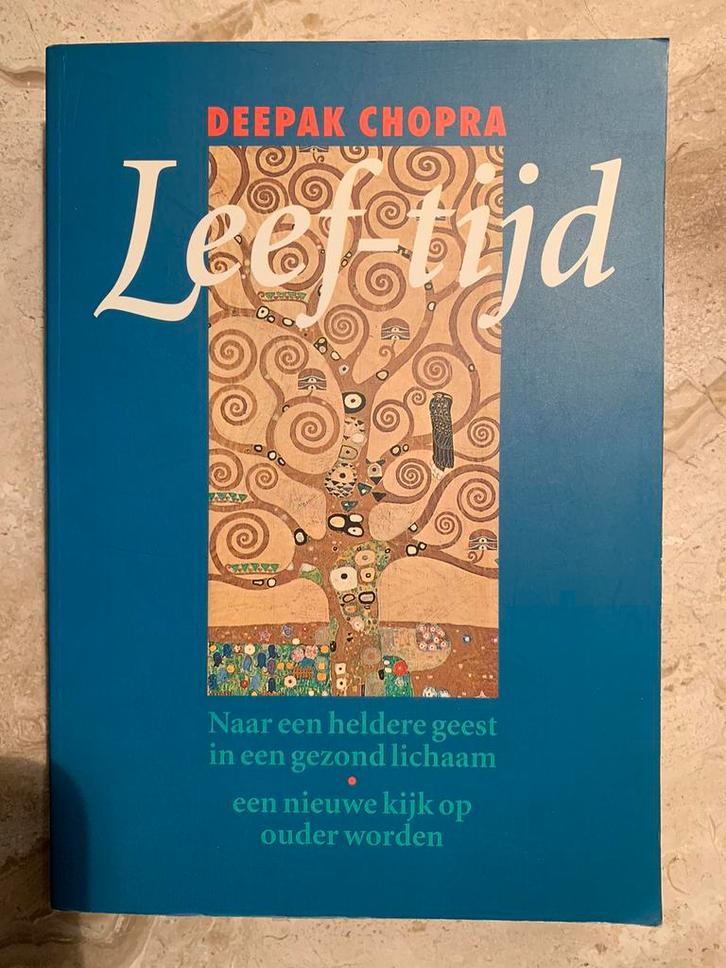 DEEPAK CHOPRA
Leef-tijd
Naar een heldere geest
in een gezond lichaam
•
een nieuwe kijk op
ouder worden